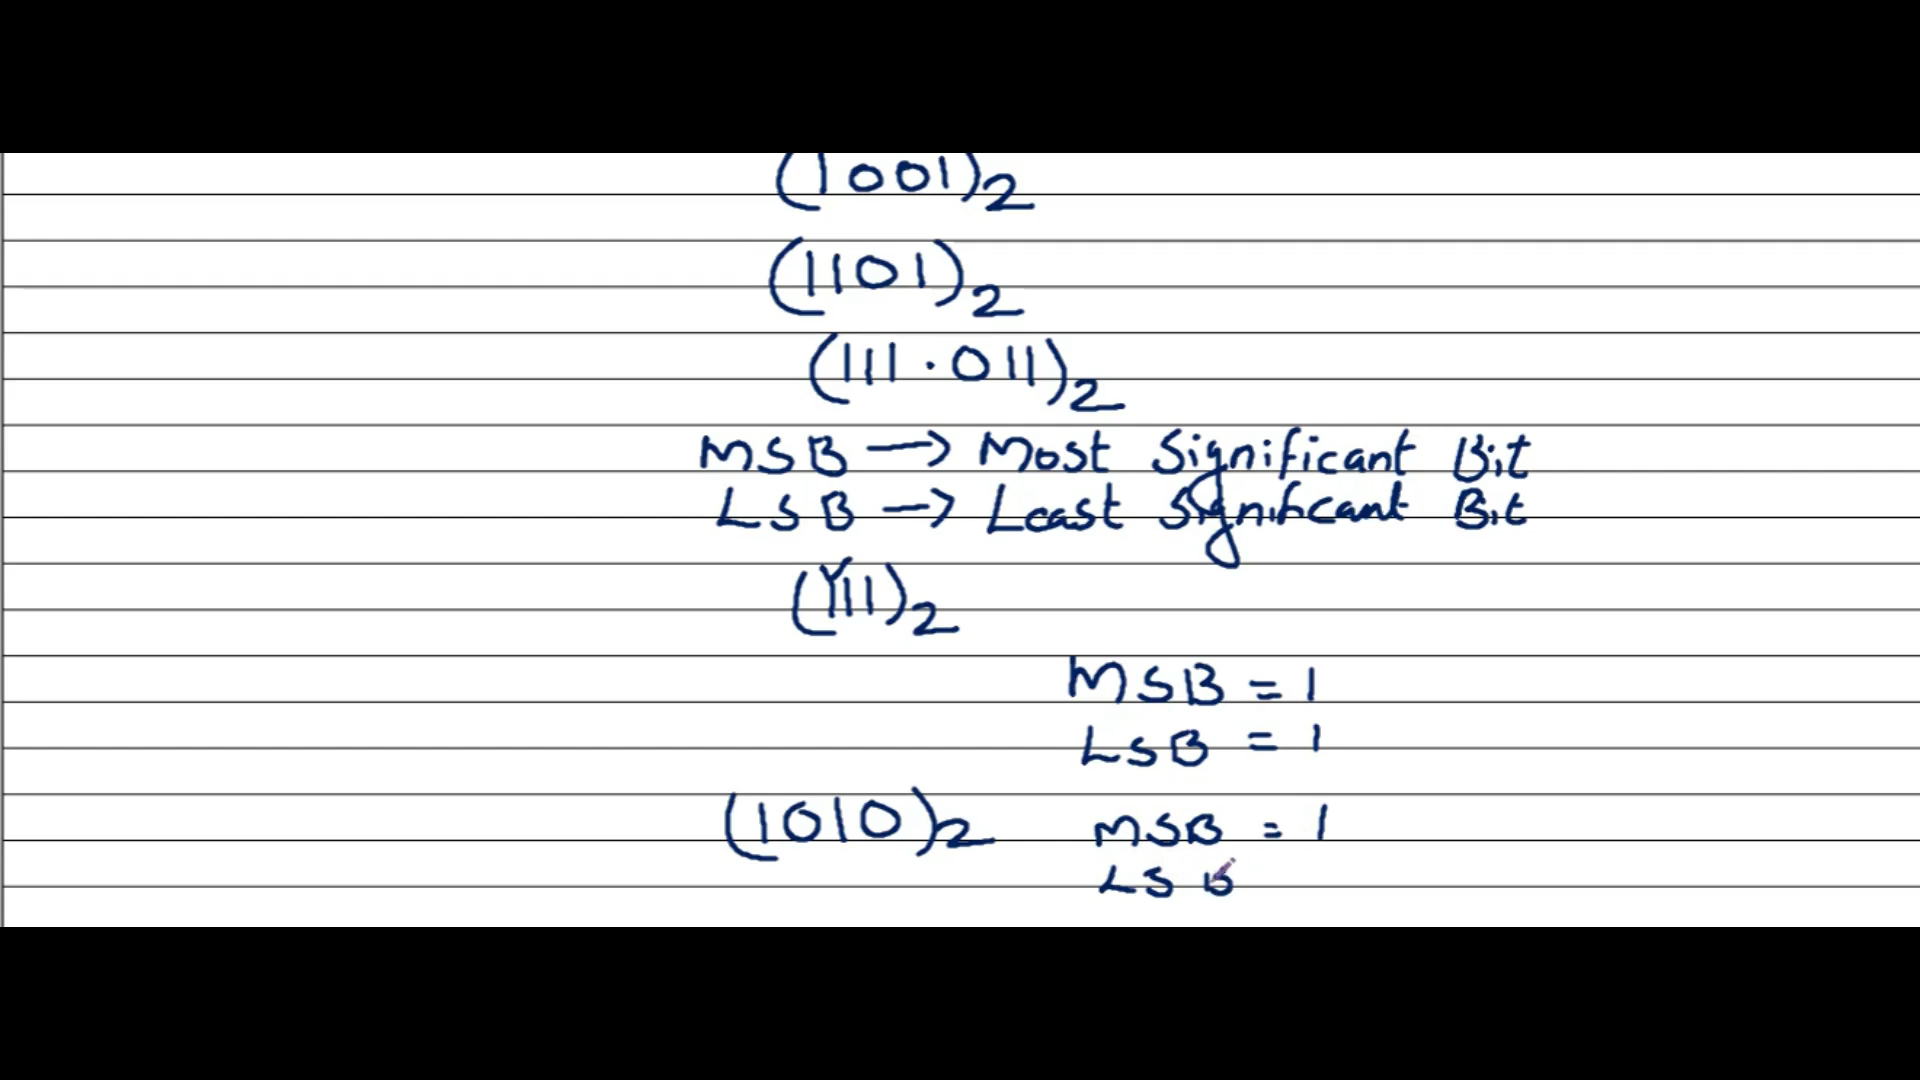 (1001)2
(1101)2
(111.011)2
MSB → Most Significant Bit
LSB → Least Significant Bit
(111)2
MSB = 1
LSB = 1
(1010)2 MSB = 1
LSB